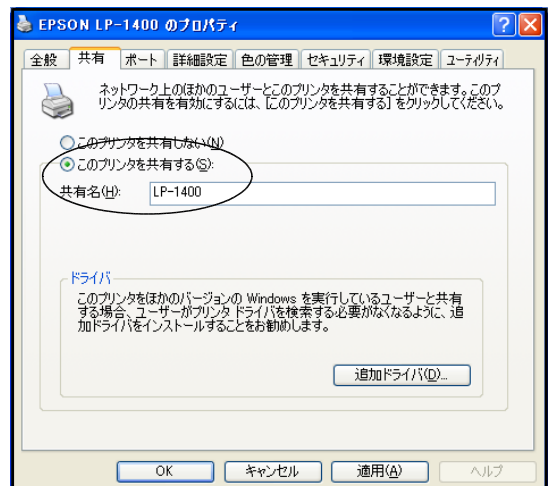 EPSON LP-1400 のプロパティ
全般 共有 ポート 詳細設定 色の管理 セキュリティ 環境設定 ユーティリティ
ネットワーク上のほかのユーザーとこのプリンタを共有することができます。このプ
リンタの共有を有効にするには、[このプリンタを共有する] をクリックしてください。
このプリンタを共有しない(N)
このプリンタを共有する(S):
共有名(H): LP-1400
ドライバ
このプリンタをほかのバージョンの Windows を実行しているユーザーと共有
する場合、ユーザーがプリンタ ドライバを検索する必要がなくなるように、追
加ドライバをインストールすることをお勧めし
ます。
追加ドライバ(D)...
OK キャンセル 適用(A) ヘルプ